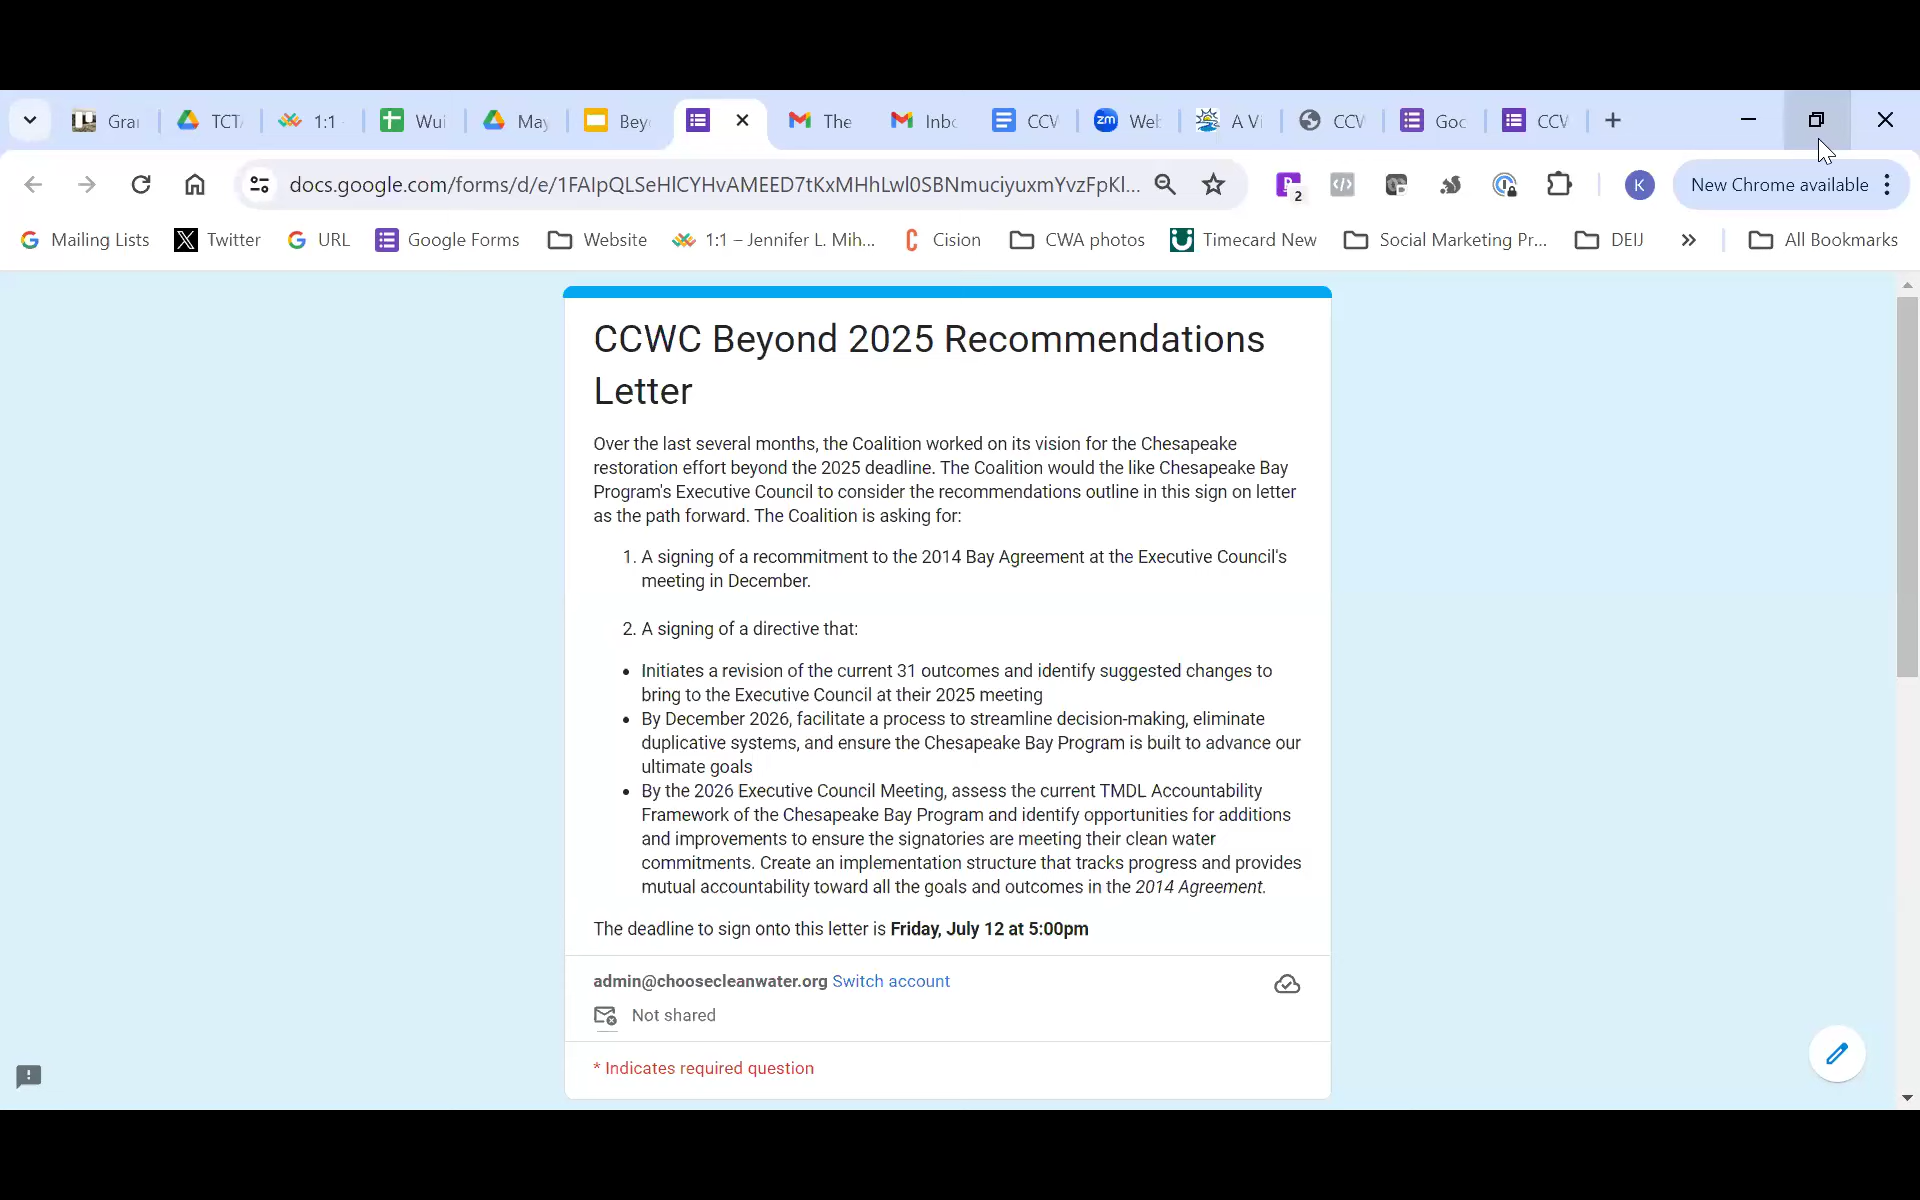 Gra
TCT
1:1
Wui
May
Bey
The
Inb
CCW
zm
Web
A Vi
CCW
Goc
CCW
docs.google.com/forms/d/e/1FAIpQLSeHlCYHvAMEED7tKxMHhLwl0SBNmuciyuxmYvzFpKl...
2
K
New Chrome available
Mailing Lists
Twitter
URL
Google Forms
Website
1:1 – Jennifer L. Mih...
Cision
CWA photos
Timecard New
Social Marketing Pr...
DEIJ
All Bookmarks
CCWC Beyond 2025 Recommendations
Letter
Over the last several months, the Coalition worked on its vision for the Chesapeake
restoration effort beyond the 2025 deadline. The Coalition would the like Chesapeake Bay
Program's Executive Council to consider the recommendations outline in this sign on letter
as the path forward. The Coalition is asking for:
1. A signing of a recommitment to the 2014 Bay Agreement at the Executive Council's
meeting in December.
2. A signing of a directive that:
• Initiates a revision of the current 31 outcomes and identify suggested changes to
bring to the Executive Council at their 2025 meeting
• By December 2026, facilitate a process to streamline decision-making, eliminate
duplicative systems, and ensure the Chesapeake Bay Program is built to advance our
ultimate goals
• By the 2026 Executive Council Meeting, assess the current TMDL Accountability
Framework of the Chesapeake Bay Program and identify opportunities for additions
and improvements to ensure the signatories are meeting their clean water
commitments. Create an implementation structure that tracks progress and provides
mutual accountability toward all the goals and outcomes in the 2014 Agreement.
The deadline to sign onto this letter is Friday, July 12 at 5:00pm
admin@choosecleanwater.org Switch account
Not shared
* Indicates required question